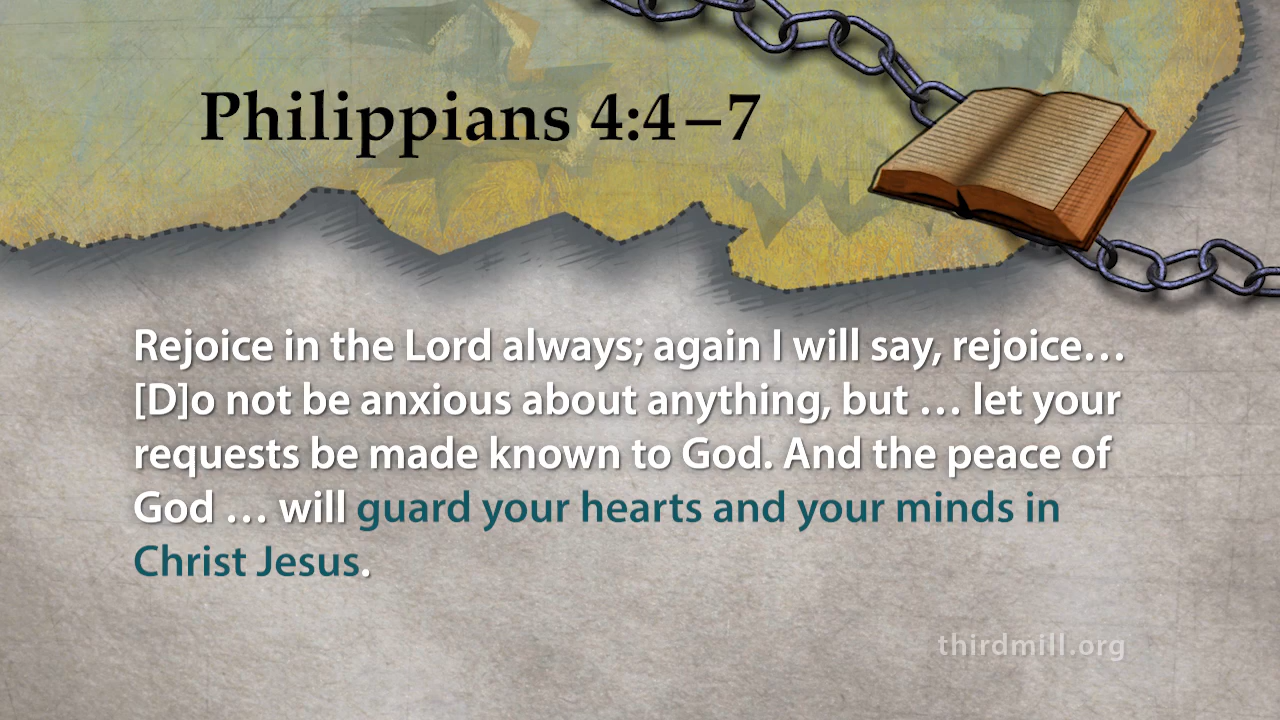 Philippians 4:4–7
Rejoice in the Lord always; again I will say, rejoice…
[D]o not be anxious about anything, but … let your
requests be made known to God. And the peace of
God … will guard your hearts and your minds in
Christ Jesus.
thirdmill.org